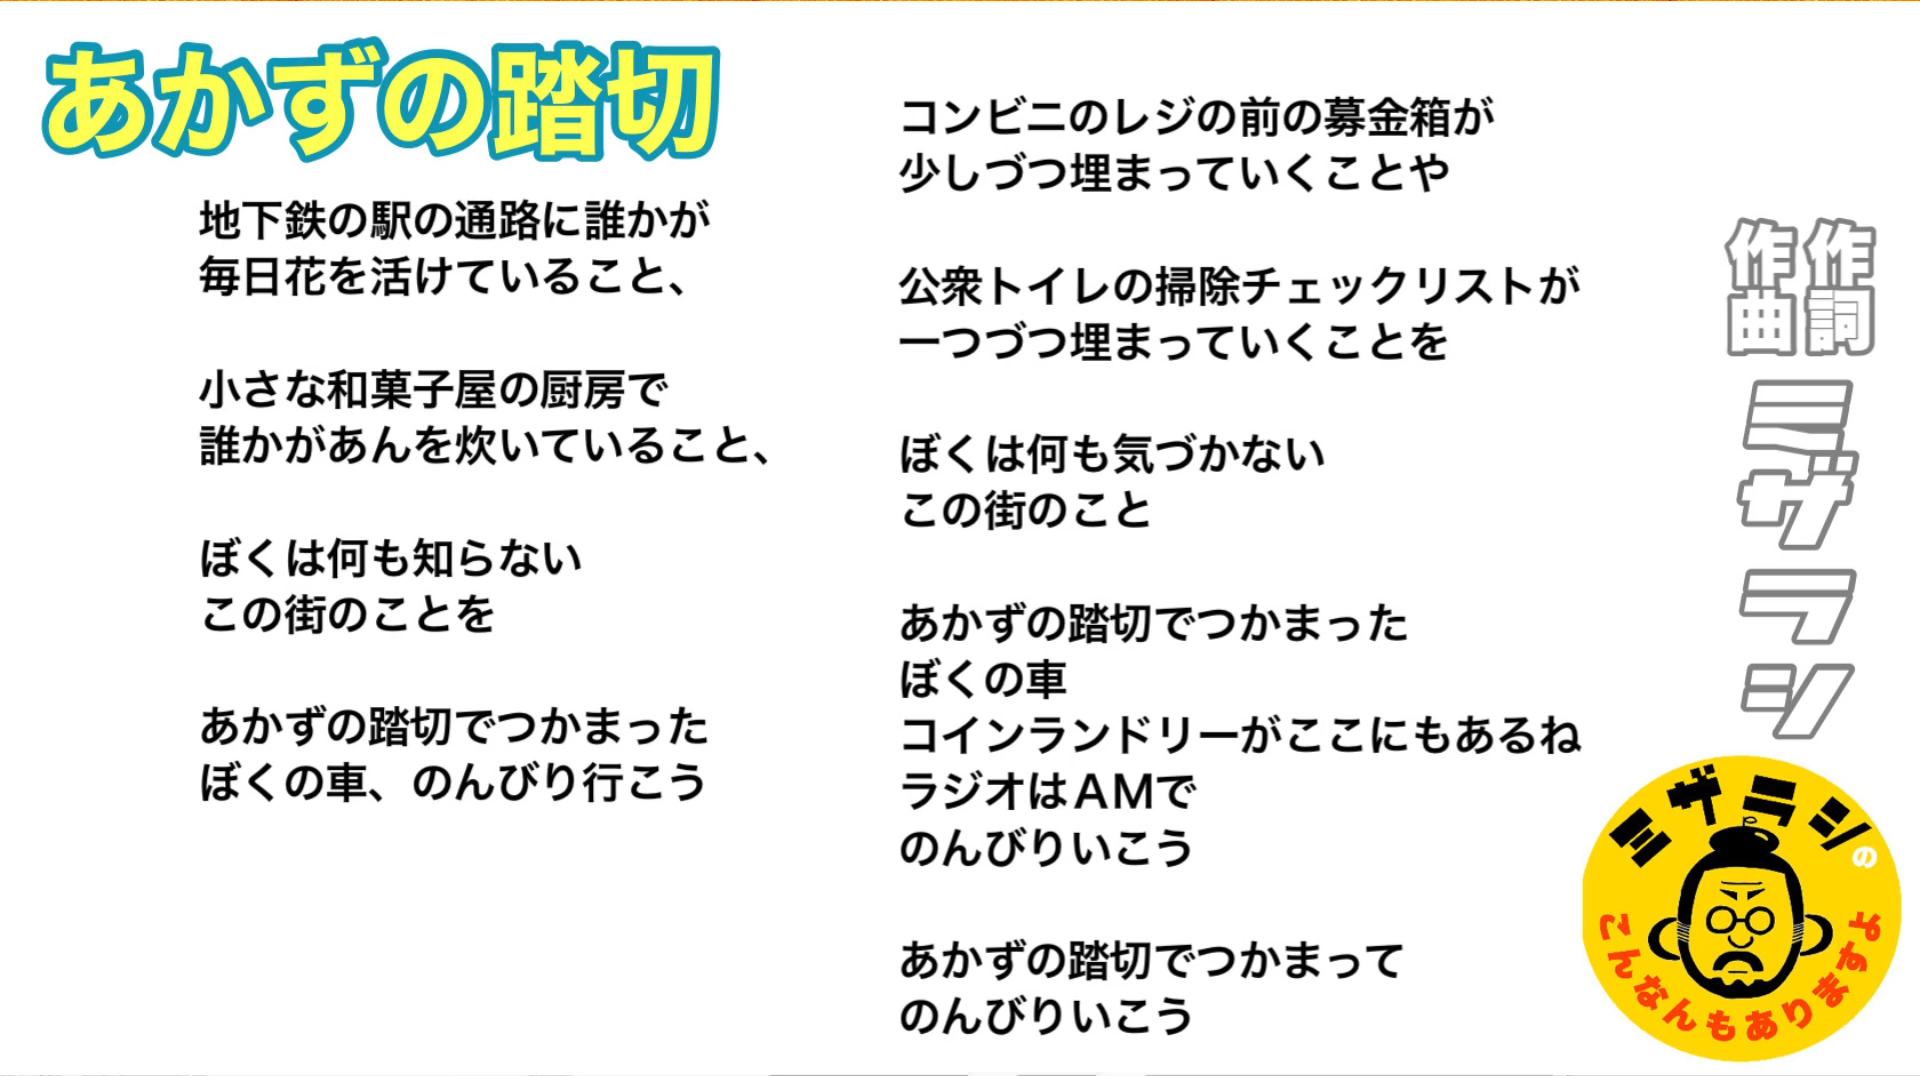 あかずの踏切
地下鉄の駅の通路に誰かが
毎日花を活けていること、
小さな和菓子屋の厨房で
誰かがあんを炊いていること、
ぼくは何も知らない
この街のことを
あかずの踏切でつかまった
ぼくの車、のんびり行こう
コンビニのレジの前の募金箱が
少しづつ埋まっていくことや
公衆トイレの掃除チェックリストが
一つづつ埋まっていくことを
ぼくは何も気づかない
この街のこと
あかずの踏切でつかまった
ぼくの車
コインランドリーがここにもあるね
ラジオはAMで
のんびりいこう
あかずの踏切でつかまって
のんびりいこう
作詞
作曲
ミザラシ
ミザラシの
こんなんもありますよ